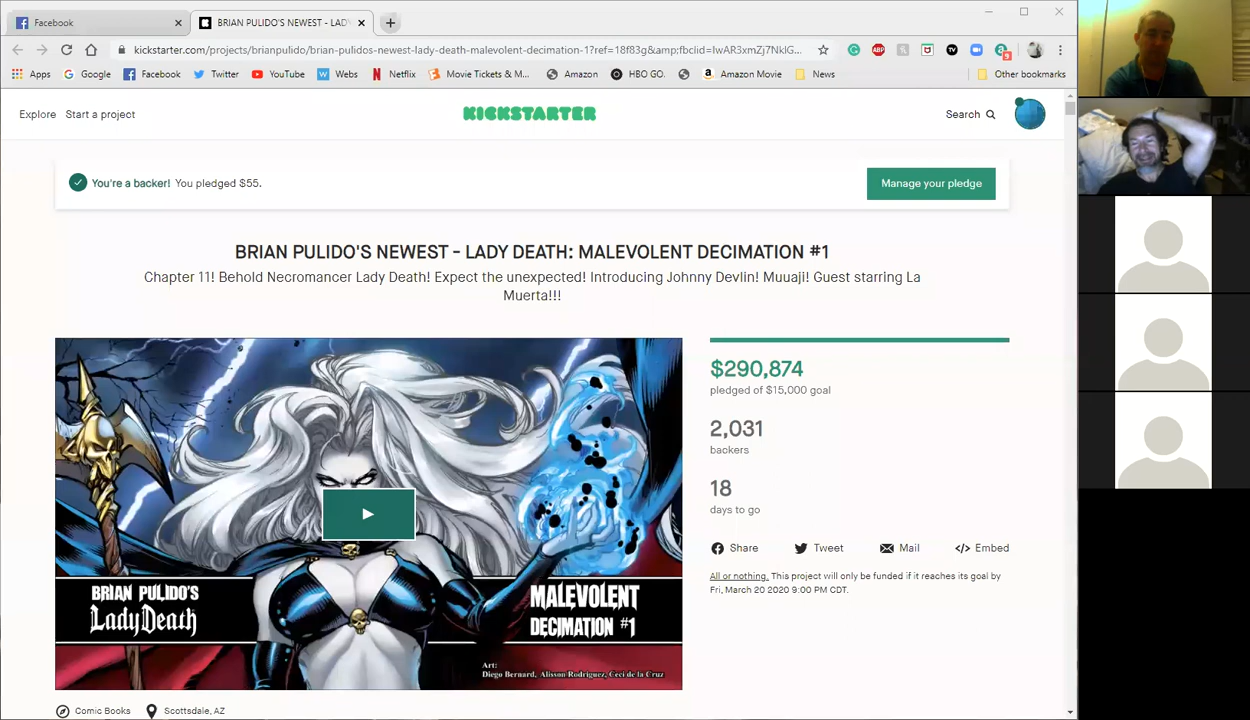 Facebook
BRIAN PULIDO'S NEWEST - LADY
kickstarter.com/projects/brianpulido/brian-pulidos-newest-lady-death-malevolent-decimation-1?ref=18f83g&amp;fbclid=IwAR3xmZj7NklG...
Apps Google Facebook Twitter YouTube Webs Netflix Movie Tickets & M... Amazon HBO GO. Amazon Movie News Other bookmarks
Explore Start a project KICKSTARTER Search
You're a backer! You pledged $55.
Manage your pledge
BRIAN PULIDO'S NEWEST - LADY DEATH: MALEVOLENT DECIMATION #1
Chapter 11! Behold Necromancer Lady Death! Expect the unexpected! Introducing Johnny Devlin! Muuaji! Guest starring La
Muerta!!!
$290,874
pledged of $15,000 goal
2,031
backers
18
days to go
Share Tweet Mail Embed
All or nothing. This project will only be funded if it reaches its goal by
Fri, March 20 2020 9:00 PM CDT.
BRIAN PULIDO'S
LadyDeath
MALEVOLENT
DECIMATION #1
Art:
Diego Bernard, Alisson Rodriguez, Ceci de la Cruz
Comic Books Scottsdale, AZ